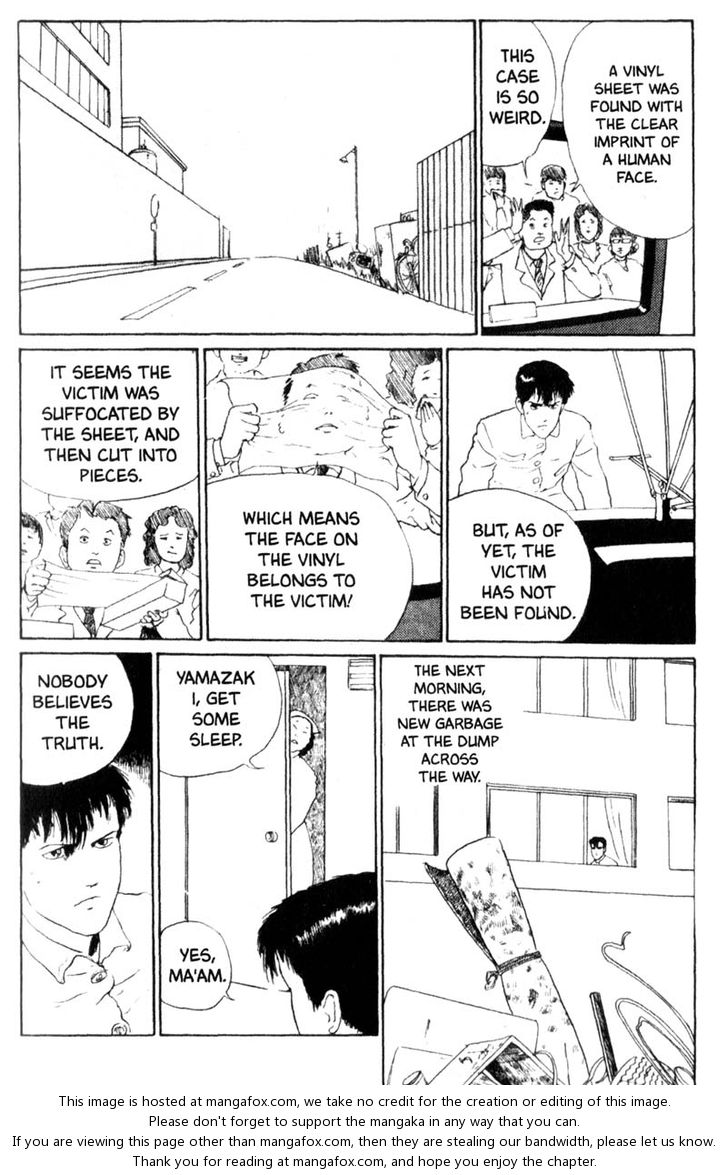 THIS
CASE
IS SO
WEIRD.
A VINYL
SHEET WAS
FOUND WITH
THE CLEAR
IMPRINT OF
A HUMAN
FACE.
IT SEEMS THE
VICTIM WAS
SUFFOCATED BY
THE SHEET, AND
THEN CUT INTO
PIECES.
WHICH MEANS
THE FACE ON
THE VINYL
BELONGS TO
THE VICTIM!
BUT, AS OF
YET, THE
VICTIM
HAS NOT
BEEN FOUND.
NOBODY
BELIEVES
THE
TRUTH.
YAMAZAK
I, GET
SOME
SLEEP.
YES,
MA'AM.
THE NEXT
MORNING,
THERE WAS
NEW GARBAGE
AT THE DUMP
ACROSS
THE WAY.
This image is hosted at mangafox.com, we take no credit for the creation or editing of this image.
Please don't forget to support the mangaka in any way that you can.
If you are viewing this page other than mangafox.com, then they are stealing our bandwidth, please let us know.
Thank you for reading at mangafox.com, and hope you enjoy the chapter.